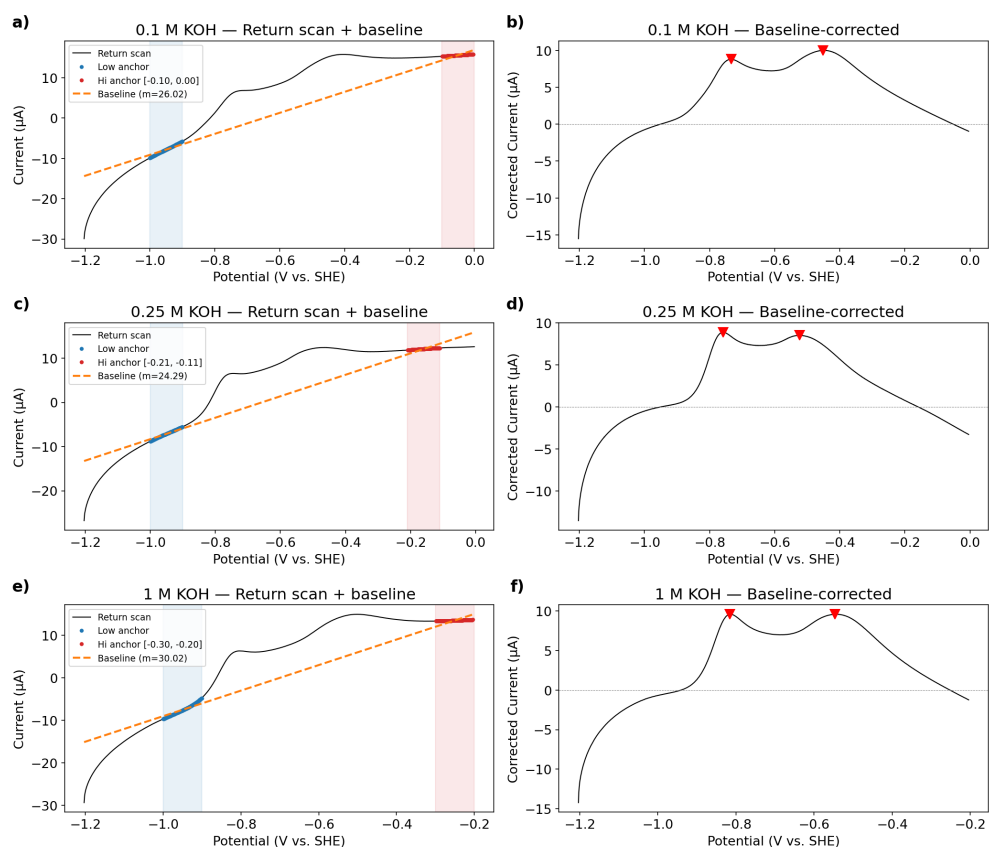 a)
0.1 M KOH — Return scan + baseline
Return scan
Low anchor
Hi anchor [-0.10, 0.00]
Baseline (m=26.02)
Current (µA)
10
0
−10
−20
−30
−1.2
−1.0
−0.8
−0.6
−0.4
−0.2
0.0
Potential (V vs. SHE)
b)
0.1 M KOH — Baseline-corrected
Corrected Current (µA)
10
5
0
−5
−10
−15
−1.2
−1.0
−0.8
−0.6
−0.4
−0.2
0.0
Potential (V vs. SHE)
c)
0.25 M KOH — Return scan + baseline
Return scan
Low anchor
Hi anchor [-0.21, -0.11]
Baseline (m=24.29)
Current (µA)
10
0
−10
−20
−1.2
−1.0
−0.8
−0.6
−0.4
−0.2
0.0
Potential (V vs. SHE)
d)
0.25 M KOH — Baseline-corrected
Corrected Current (µA)
10
5
0
−5
−10
−1.2
−1.0
−0.8
−0.6
−0.4
−0.2
0.0
Potential (V vs. SHE)
e)
1 M KOH — Return scan + baseline
Return scan
Low anchor
Hi anchor [-0.30, -0.20]
Baseline (m=30.02)
Current (µA)
10
0
−10
−20
−30
−1.2
−1.0
−0.8
−0.6
−0.4
−0.2
Potential (V vs. SHE)
f)
1 M KOH — Baseline-corrected
Corrected Current (µA)
10
5
0
−5
−10
−15
−1.2
−1.0
−0.8
−0.6
−0.4
−0.2
Potential (V vs. SHE)